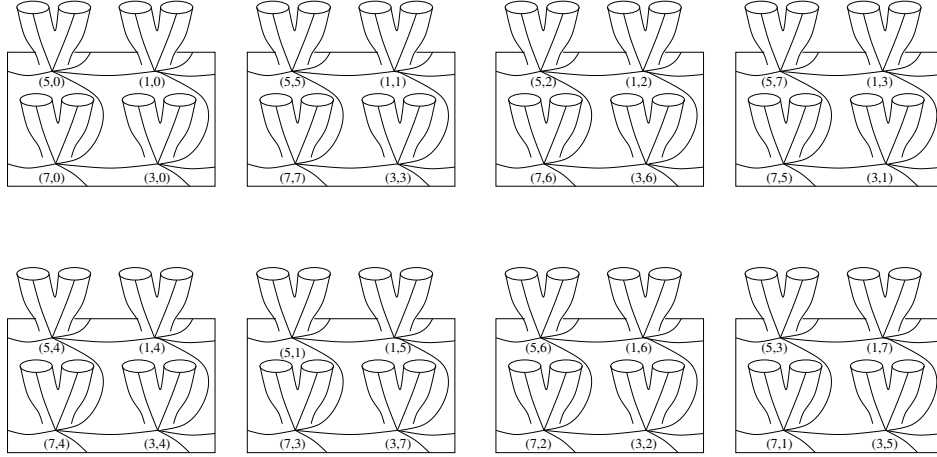 (5,0) (1,0) (5,5) (1,1) (5,2) (1,2) (5,7) (1,3)
(7,0) (3,0) (7,7) (3,3) (7,6) (3,6) (7,5) (3,1)
(5,4) (1,4) (5,1) (1,5) (5,6) (1,6) (5,3) (1,7)
(7,4) (3,4) (7,3) (3,7) (7,2) (3,2) (7,1) (3,5)